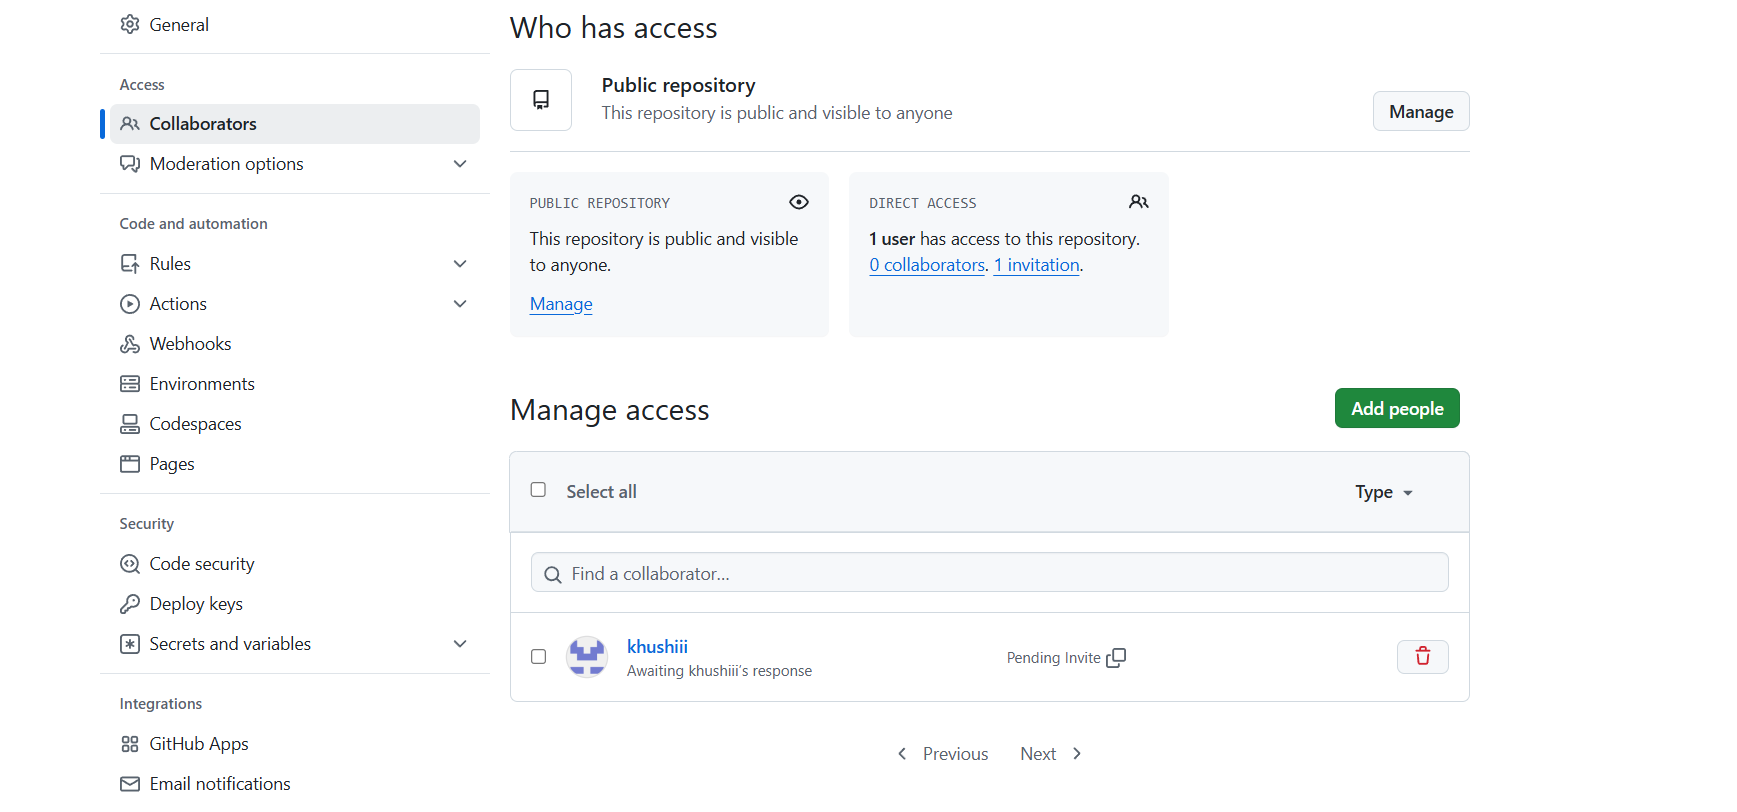 General
Access
Collaborators
Moderation options
Code and automation
Rules
Actions
Webhooks
Environments
Codespaces
Pages
Security
Code security
Deploy keys
Secrets and variables
Integrations
GitHub Apps
Email notifications
Who has access
Public repository
This repository is public and visible to anyone
Manage
PUBLIC REPOSITORY
This repository is public and visible
to anyone.
Manage
DIRECT ACCESS
1 user has access to this repository.
0 collaborators. 1 invitation.
Manage access
Add people
Select all
Type
Find a collaborator...
khushiii
Awaiting khushiii's response
Pending Invite
Previous
Next